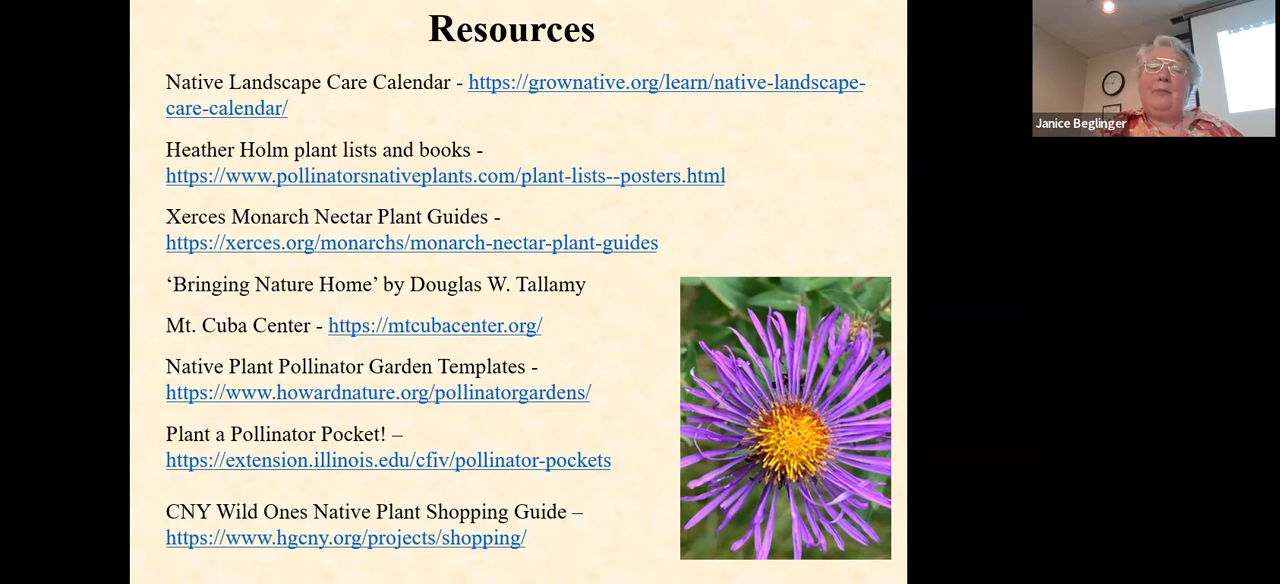 Resources
Native Landscape Care Calendar - https://grownative.org/learn/native-landscape-
care-calendar/
Heather Holm plant lists and books -
https://www.pollinatorsnativeplants.com/plant-lists--posters.html
Xerces Monarch Nectar Plant Guides -
https://xerces.org/monarchs/monarch-nectar-plant-guides
‘Bringing Nature Home’ by Douglas W. Tallamy
Mt. Cuba Center - https://mtcubacenter.org/
Native Plant Pollinator Garden Templates -
https://www.howardnature.org/pollinatorgardens/
Plant a Pollinator Pocket! –
https://extension.illinois.edu/cfiv/pollinator-pockets
CNY Wild Ones Native Plant Shopping Guide –
https://www.hgcny.org/projects/shopping/
Janice Beglinger